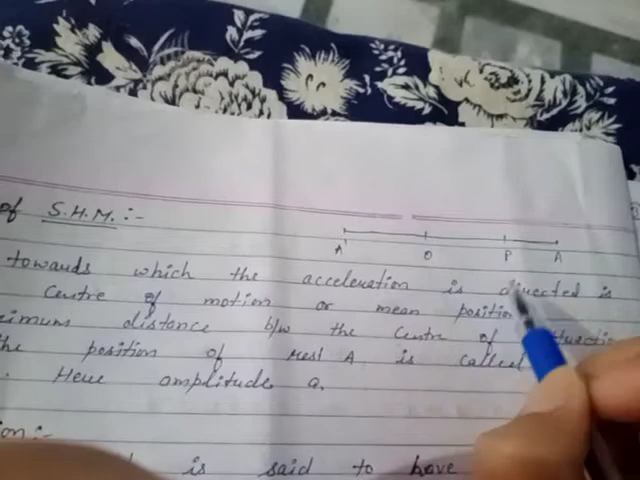 of S.H.M. :-
A' O P A
towards which the acceleration is directed is
Centre of motion or mean position
distance b/w the Centre of
the position of rest A is called
Here amplitude a.
is said to have